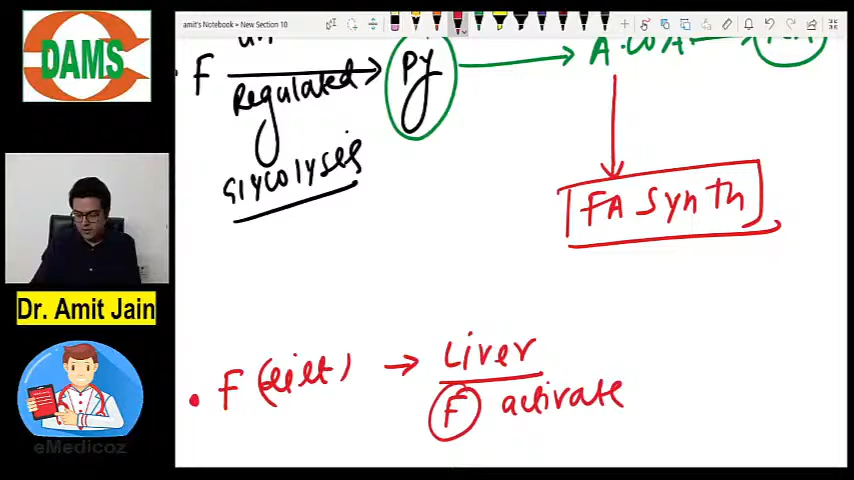 amit's Notebook > New Section 10
DAMS
un
• F → Py → A.CoA →
Regulated
Glycolysis
FA Synth
Dr. Amit Jain
• F (diet) → Liver
F activate
eMedicoz